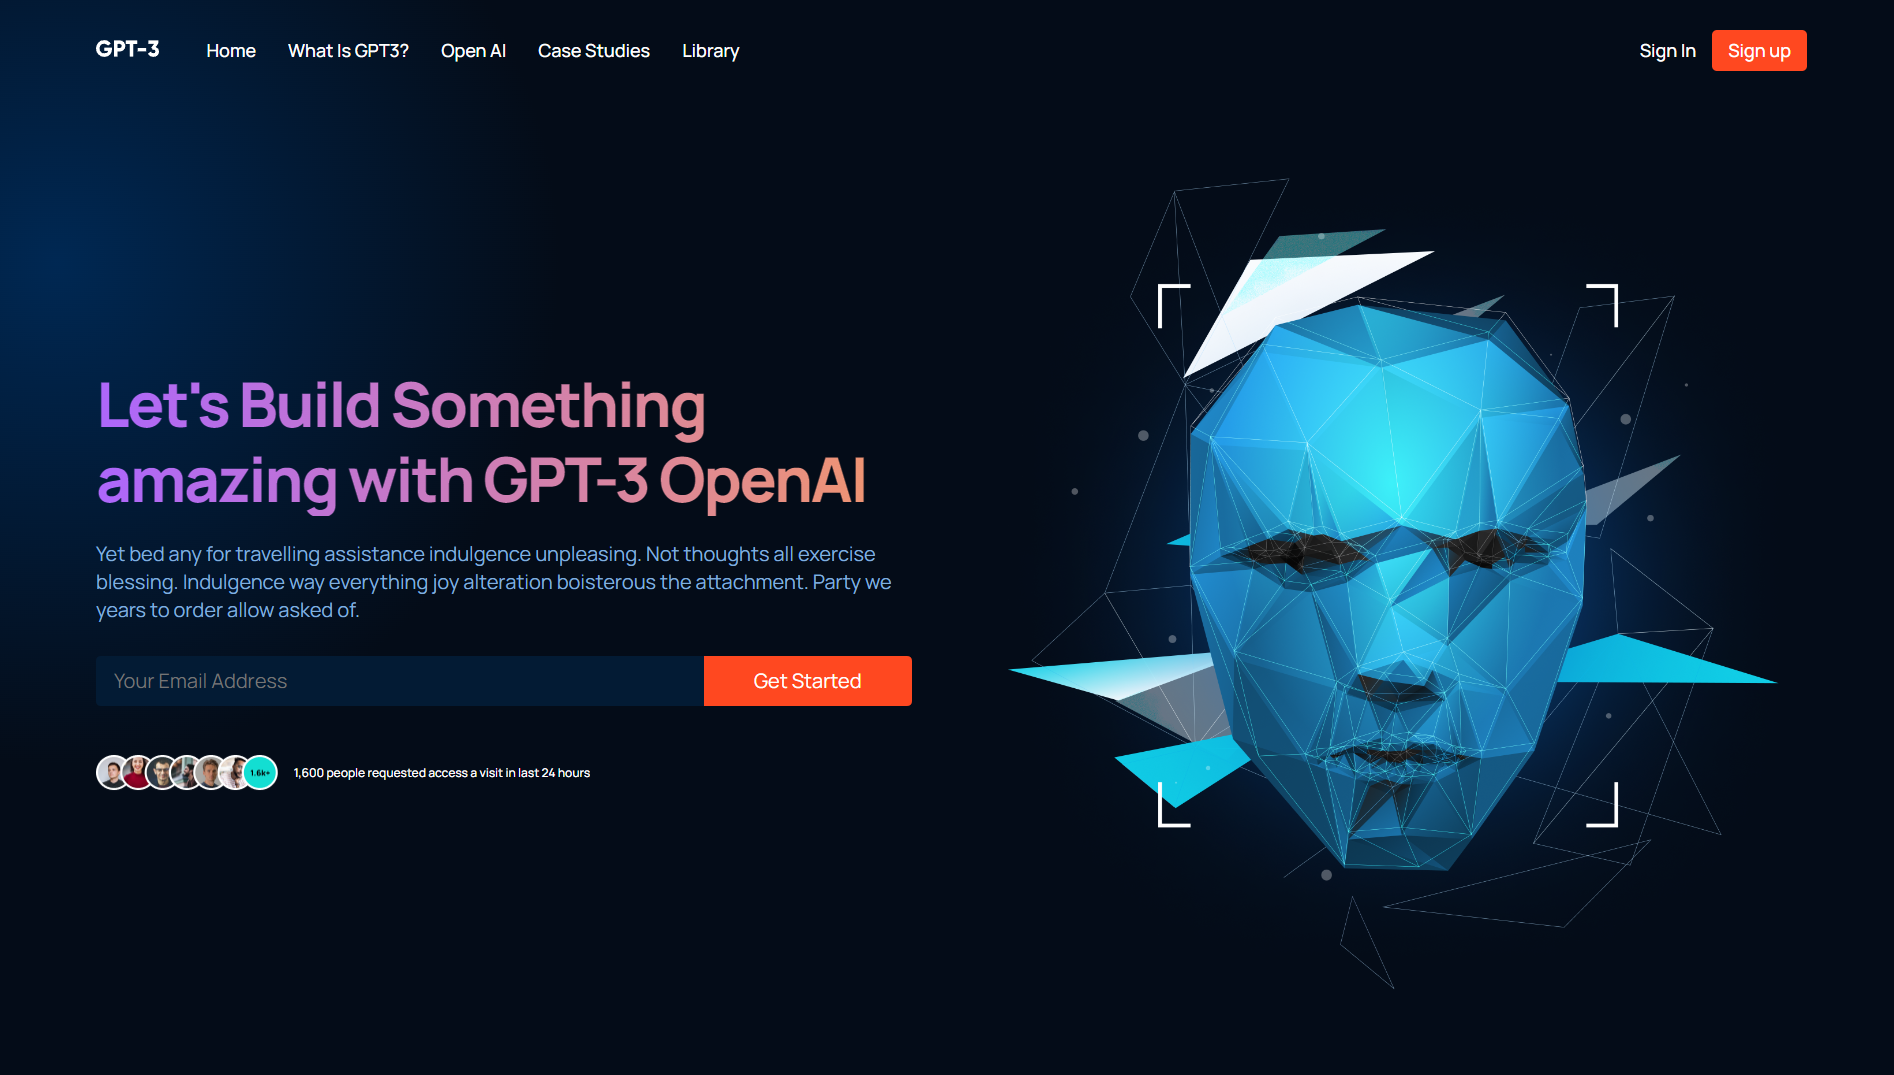 GPT-3
Home
What Is GPT3?
Open AI
Case Studies
Library
Sign In
Sign up
Let's Build Something
amazing with GPT-3 OpenAI
Yet bed any for travelling assistance indulgence unpleasing. Not thoughts all exercise
blessing. Indulgence way everything joy alteration boisterous the attachment. Party we
years to order allow asked of.
Your Email Address
Get Started
1.6k+
1,600 people requested access a visit in last 24 hours